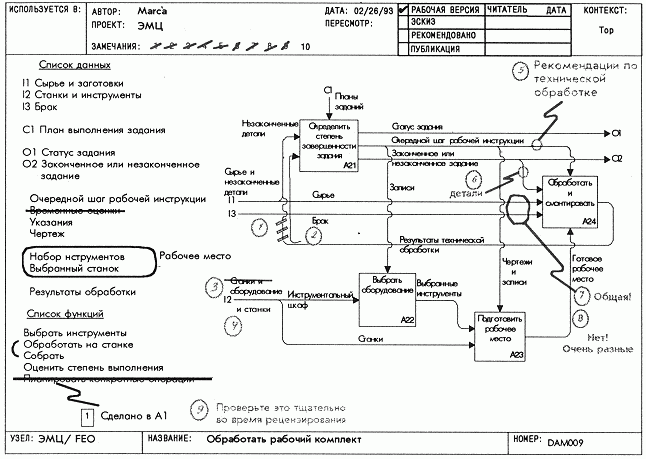 ИСПОЛЬЗУЕТСЯ В:
АВТОР: Marca
ПРОЕКТ: ЭМЦ
ЗАМЕЧАНИЯ: 1 2 3 4 5 6 7 8 9 10
ДАТА: 02/26/93
ПЕРЕСМОТР:
РАБОЧАЯ ВЕРСИЯ
ЭСКИЗ
РЕКОМЕНДОВАНО
ПУБЛИКАЦИЯ
ЧИТАТЕЛЬ ДАТА
КОНТЕКСТ:
Top
Список данных
I1 Сырье и заготовки
I2 Станки и инструменты
I3 Брак
C1 План выполнения задания
O1 Статус задания
O2 Законченное или незаконченное
задание
Очередной шаг рабочей инструкции
Временные оценки
Указания
Чертеж
Набор нструментов
Выбранный станок
Рабочее место
Результаты обработки
Список функций
Выбрать инструменты
Обработать на станке
Собрать
Оценить степень выполнения
Планировать конкретные операции
1 Сделано в A1
C1
Планы
заданий
Незаконченные
детали
Определить
степень
завершенности
задания
A21
Статус задания
O1
Очередной шаг рабочей инструкции
Законченное или
незаконченное задание
O2
5 Рекомендации по
технической
обработке
6
детали
Обработать
и
смонтировать
A24
Сырье и
незаконченные
детали
I1
Сырье
I3
Брак
1
2
Записи
Результаты технической
обработки
Чертежи
и
записи
Готовое
рабочее
место
7 Общая!
8
Нет!
Очень разные
3
Станки и
оборудование
I2
и станки
4
Инструментальный
шкаф
Выбрать
оборудование
A22
Выбранные
инструменты
Станки
Подготовить
рабочее
место
A23
9 Проверьте это тщательно
во время рецензирования
УЗЕЛ: ЭМЦ/ FEO
НАЗВАНИЕ: Обработать рабочий комплект
НОМЕР: DAM009